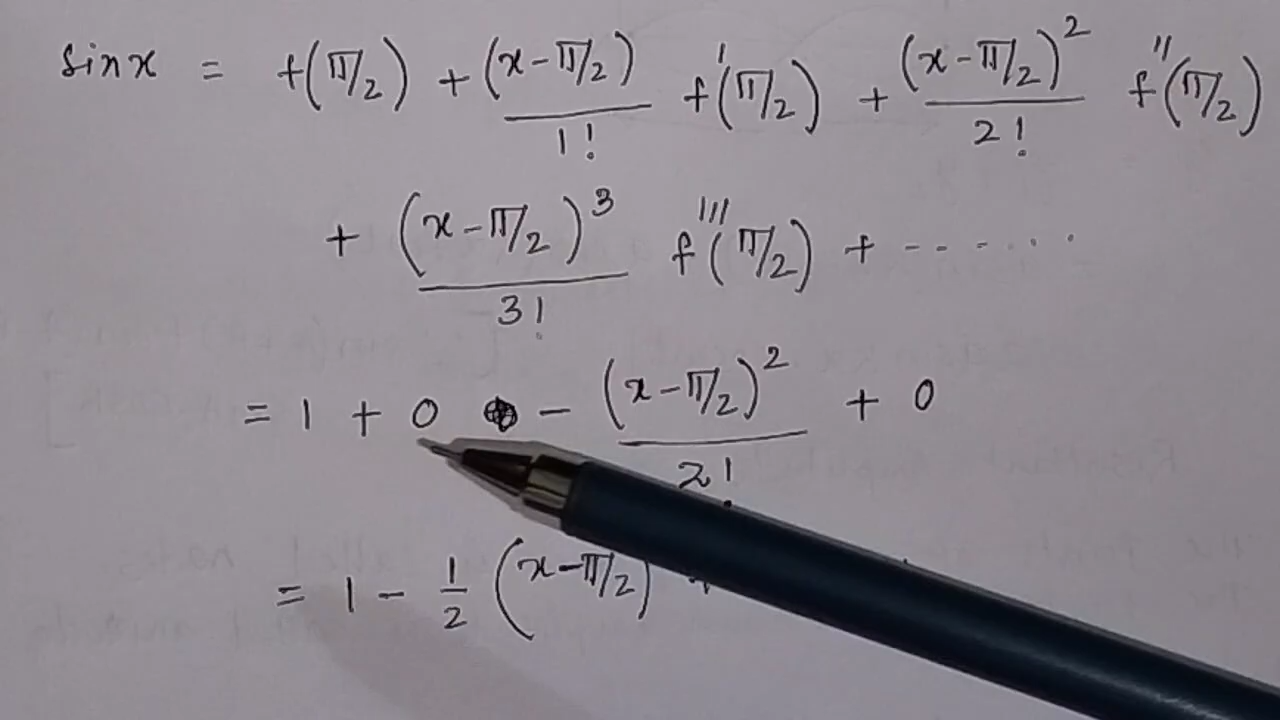 sinx = f(π/2) + (x-π/2)/1! f'(π/2) + (x-π/2)²/2! f''(π/2)
+ (x-π/2)³/3! f'''(π/2) + - - - - - -
= 1 + 0 - (x-π/2)²/2! + 0
= 1 - 1/2 (x-π/2)